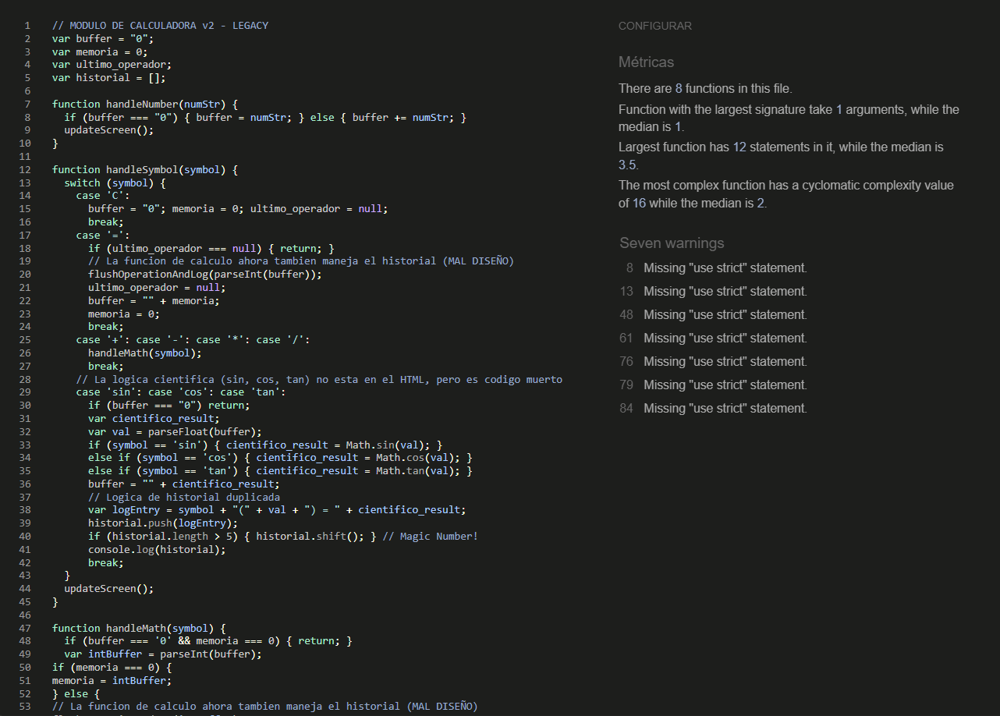 1 // MODULO DE CALCULADORA v2 - LEGACY
2 var buffer = "0";
3 var memoria = 0;
4 var ultimo_operador;
5 var historial = [];
6
7 function handleNumber(numStr) {
8 if (buffer === "0") { buffer = numStr; } else { buffer += numStr; }
9 updateScreen();
10 }
11
12 function handleSymbol(symbol) {
13 switch (symbol) {
14 case 'C':
15 buffer = "0"; memoria = 0; ultimo_operador = null;
16 break;
17 case '=':
18 if (ultimo_operador === null) { return; }
19 // La funcion de calculo ahora tambien maneja el historial (MAL DISEÑO)
20 flushOperationAndLog(parseInt(buffer));
21 ultimo_operador = null;
22 buffer = "" + memoria;
23 memoria = 0;
24 break;
25 case '+': case '-': case '*': case '/':
26 handleMath(symbol);
27 break;
28 // La logica cientifica (sin, cos, tan) no esta en el HTML, pero es codigo muerto
29 case 'sin': case 'cos': case 'tan':
30 if (buffer === "0") return;
31 var cientifico_result;
32 var val = parseFloat(buffer);
33 if (symbol == 'sin') { cientifico_result = Math.sin(val); }
34 else if (symbol == 'cos') { cientifico_result = Math.cos(val); }
35 else if (symbol == 'tan') { cientifico_result = Math.tan(val); }
36 buffer = "" + cientifico_result;
37 // Logica de historial duplicada
38 var logEntry = symbol + "(" + val + ") = " + cientifico_result;
39 historial.push(logEntry);
40 if (historial.length > 5) { historial.shift(); } // Magic Number!
41 console.log(historial);
42 break;
43 }
44 updateScreen();
45 }
46
47 function handleMath(symbol) {
48 if (buffer === '0' && memoria === 0) { return; }
49 var intBuffer = parseInt(buffer);
50 if (memoria === 0) {
51 memoria = intBuffer;
52 } else {
53 // La funcion de calculo ahora tambien maneja el historial (MAL DISEÑO)
CONFIGURAR
Métricas
There are 8 functions in this file.
Function with the largest signature take 1 arguments, while the
median is 1.
Largest function has 12 statements in it, while the median is
3.5.
The most complex function has a cyclomatic complexity value
of 16 while the median is 2.
Seven warnings
8 Missing "use strict" statement.
13 Missing "use strict" statement.
48 Missing "use strict" statement.
61 Missing "use strict" statement.
76 Missing "use strict" statement.
79 Missing "use strict" statement.
84 Missing "use strict" statement.